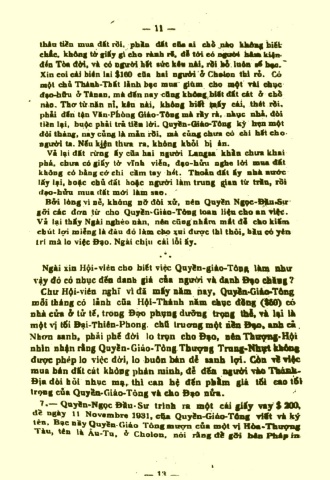 — 11 —
thâu tiền mua đất rồi, phần đất của ai chỗ nào không biết
chắc, không tờ giấy gì cho rành rẽ, để tới có người hăm kiện
đến Tòa đời, và có người hết sức kêu nài, rồi bỏ luôn số bạc.
Xin coi cái biên lai $160 của hai người ở Cholon thì rõ. Có
một chủ Thánh-Thất lãnh bạc mua giùm cho một vài chục
đạo-hữu ở Tânan, mà đến nay cũng không biết đất cát ở chỗ
nào. Thơ từ năn nỉ, kêu nài, không biết mấy cái, thét rồi,
phải đến tận Văn-Phòng Giáo-Tông mà rầy rà, nhục nhã, đòi
tiền lại, buộc phải trả tiền lời. Quyền-Giáo-Tông ký hẹn một
đôi tháng, nay cũng là mãn rồi, mà cũng chưa có chi hết cho
người ta. Nếu kiện thưa ra, không khỏi bị án.
Vả lại đất rừng ấy của hai người Langsa khẩn chưa khai
phá, chưa có giấy tờ vĩnh viễn, đạo-hữu nghe lời mua đất
không có bằng cớ chi cầm tay hết. Thoản đất ấy nhà nước
lấy lại, hoặc chủ đất hoặc người làm trung gian từ trần, rồi
đạo-hữu mua đất mới làm sao.
Bởi lòng vì nể, không nỡ đòi xử, nên Quyền Ngọc-Đầu-Sư
gởi các đơn từ cho Quyền-Giáo-Tông toan liệu cho an việc.
Vả lại thấy Ngài nghèo nàn, nên cũng nhắm mắt để cho kiếm
chút lợi miễng là đâu đó làm cho xui được thì thôi, hầu có yên
trí mà lo việc Đạo. Ngài chịu cái lỗi ấy.
Ngài xin Hội-viên cho biết việc Quyền-giáo-Tông làm như
vậy đó có nhục đến danh giá của người và danh Đạo chăng?
Chư Hội-viên nghĩ vì đã mấy năm nay, Quyền-Giáo-Tông
mỗi tháng có lãnh của Hội-Thánh năm chục đồng ($50) có
nhà cửa ở tử tế, trong Đạo phụng dưỡng trọng thể, và lại là
một vị tối Đại-Thiên-Phong, chủ trương một nền Đạo, anh cả
Nhơn sanh, phải phế đời lo trọn cho Đạo, nên Thượng-Hội
nhìn nhận rằng Quyền-Giáo-Tông Thượng Trung-Nhựt không
được phép lo việc đời, lo buôn bán để sanh lợi. Còn về việc
mua bán đất cát không phân minh, để đến người vào Thánh-
Địa đòi hỏi nhục mạ, thì can hệ đến phẩm giá tối cao tối
trọng của Quyền-Giáo-Tông và cho Đạo nữa.
7.— Quyền-Ngọc Đầu-Sư trình ra một cái giấy vay $ 200,
đề ngày 11 Novembre 1931, của Quyền-Giáo-Tông viết và ký
tên, Bạc nầy Quyền-Giáo Tông mượn của một vị Hòa-Thượng
Tàu, tên là Âu-Tu, ở Cholon, nói rằng để gởi bên Pháp in